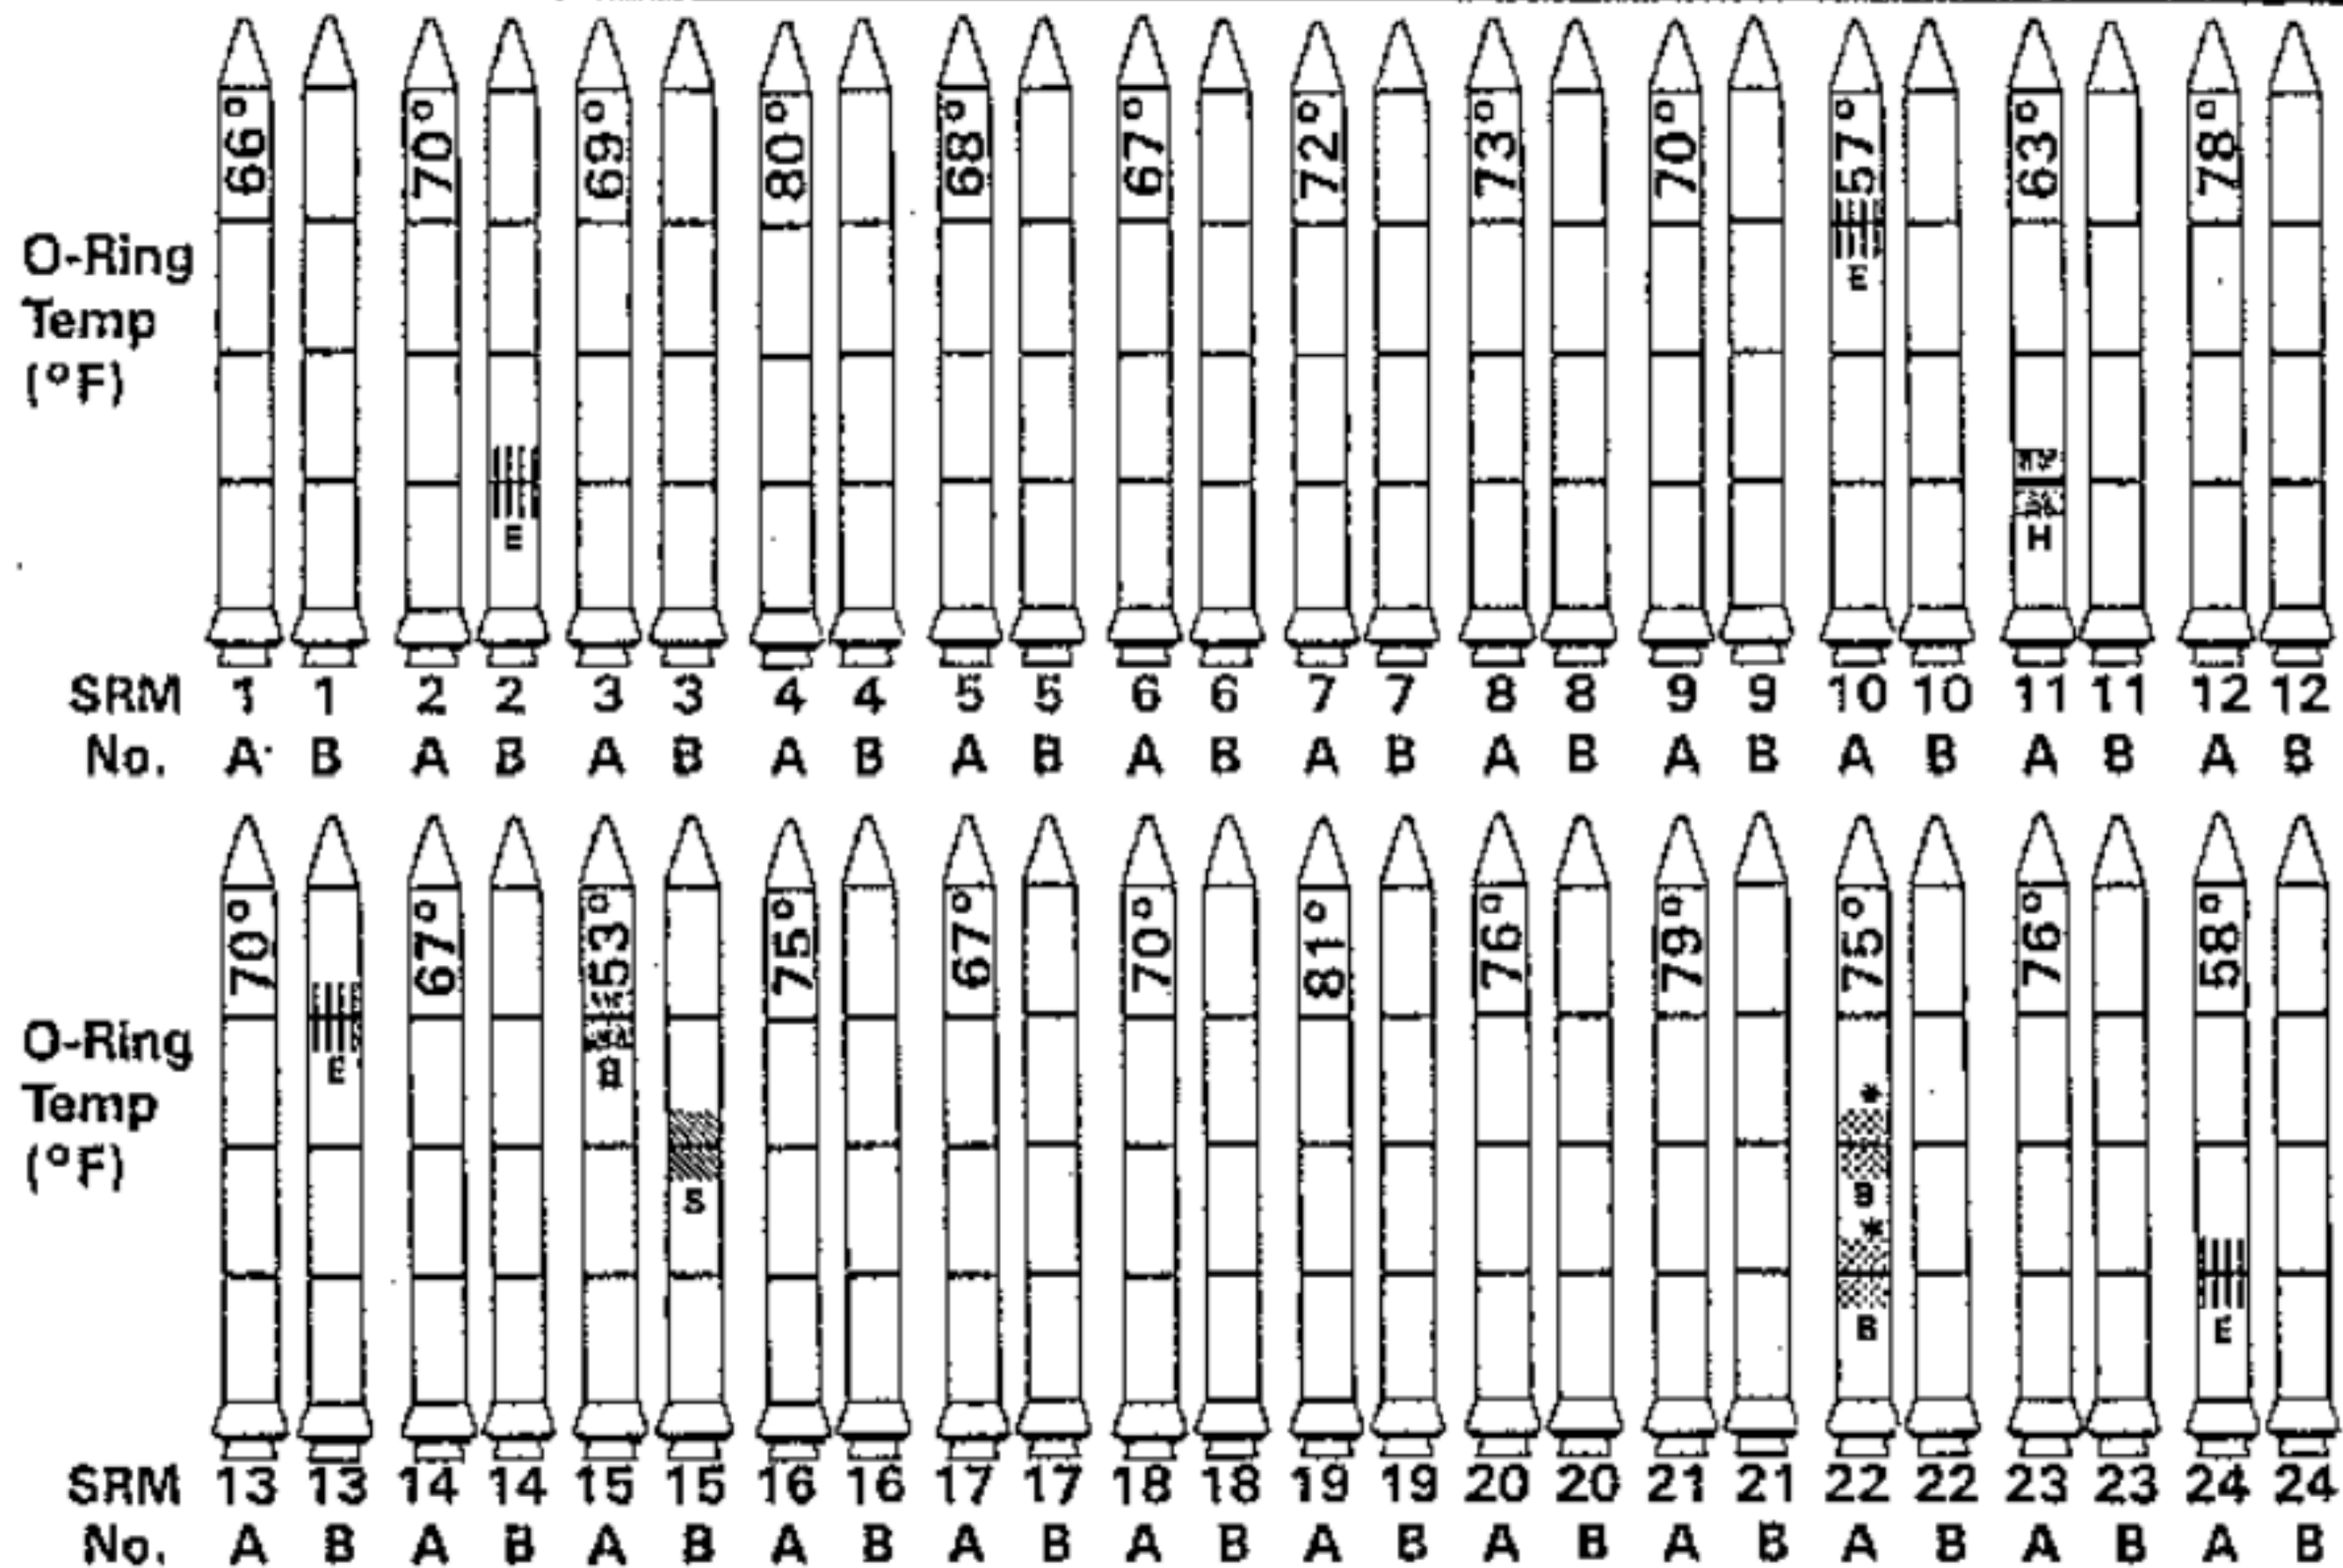 66° 70° 69° 80° 68° 67° 72° 73° 70° 57° 63° 78°
O-Ring
Temp
(°F)
E
E
H
SRM 1 1 2 2 3 3 4 4 5 5 6 6 7 7 8 8 9 9 10 10 11 11 12 12
No. A B A B A B A B A B A B A B A B A B A B A B A B
70° 67° 53° 75° 67° 70° 81° 76° 79° 75° 76° 58°
O-Ring
Temp
(°F)
E
*
S B
*
B E
SRM 13 13 14 14 15 15 16 16 17 17 18 18 19 19 20 20 21 21 22 22 23 23 24 24
No. A B A B A B A B A B A B A B A B A B A B A B A B